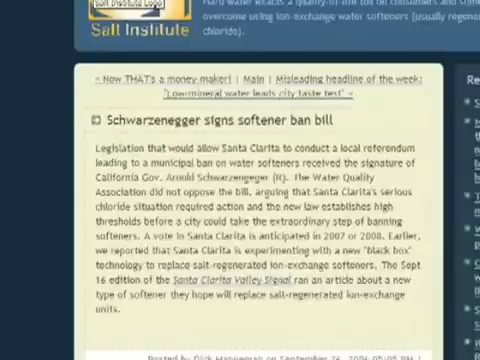 Hard water exacts a quality-of-life toll on consumers and some
overcome using ion-exchange water softeners (usually regene
chloride).
Salt Institute
« Now THAT's a money-maker! | Main | Misleading headline of the week:
"Low-mineral water leads city taste test" »
Schwarzenegger signs softener ban bill
Legislation that would allow Santa Clarita to conduct a local referendum
leading to a municipal ban on water softeners received the signature of
California Gov. Arnold Schwarzengeger (R). The Water Quality
Association did not oppose the bill, arguing that Santa Clarita's serious
chloride situation required action and the new law establishes high
thresholds before a city could take the extraordary step of banning
softeners. A vote in Santa Clarita is anticipated in 2007 or 2008. Earlier,
we reported that Santa Clarita is experimenting with a new "black box"
technology to replace salt-regenerated ion-exchange softeners. The Sept
16 edition of the Santa Clarita Valley Signal ran an article about a new
type of softener they hope will replace salt-regenerated ion-exchange
units.
Posted by Dick Hanneman on September 26, 2006 05:05 PM |
Re